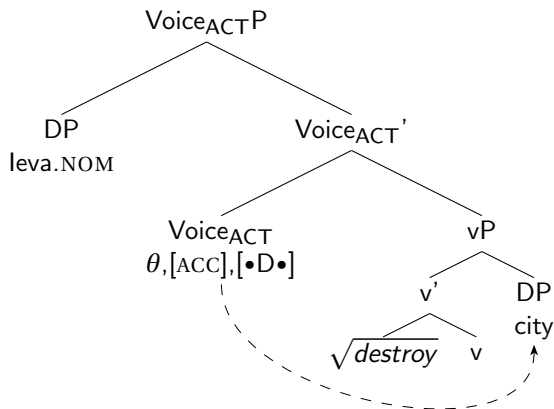 Voice_ACT P
DP Voice_ACT'
Ieva.NOM
Voice_ACT vP
θ,[ACC],[•D•]
v' DP
city
√destroy v